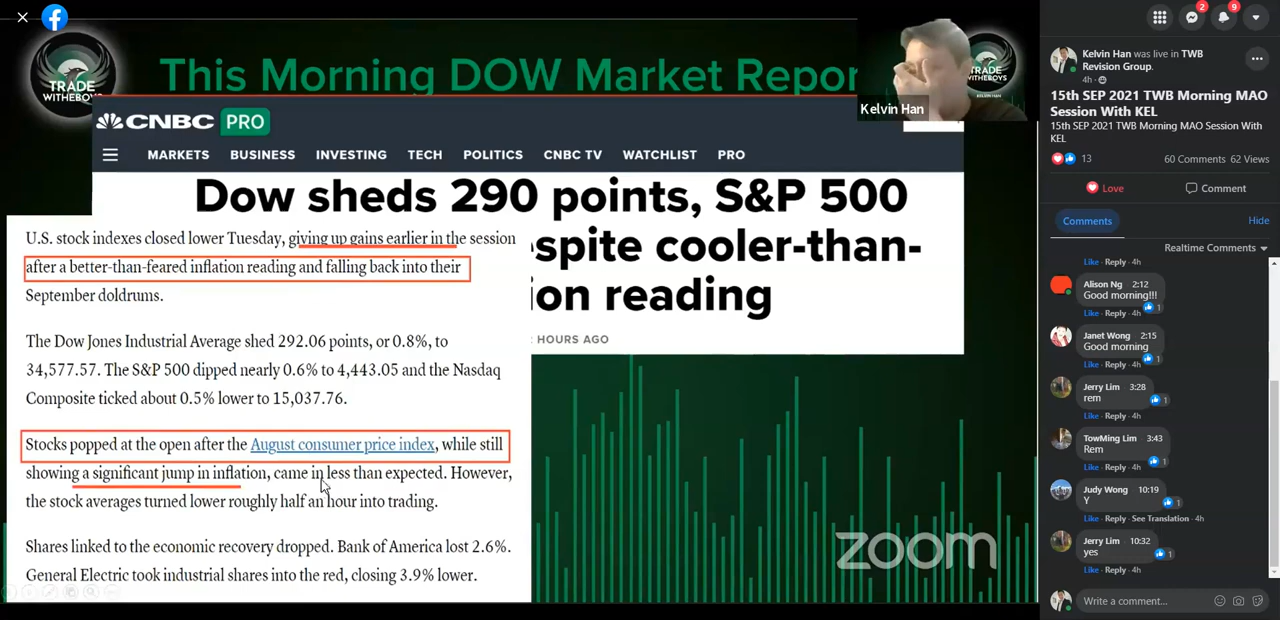 2
9
This Morning DOW Market Repor
TRADE
WITHEBOYS
TRADE
WITHEBOYS
KELVIN HAN
Kelvin Han
CNBC PRO
MARKETS BUSINESS INVESTING TECH POLITICS CNBC TV WATCHLIST PRO
Dow sheds 290 points, S&P 500
espite cooler-than-
ion reading
HOURS AGO
U.S. stock indexes closed lower Tuesday, giving up gains earlier in the session
after a better-than-feared inflation reading and falling back into their
September doldrums.
The Dow Jones Industrial Average shed 292.06 points, or 0.8%, to
34,577.57. The S&P 500 dipped nearly 0.6% to 4,443.05 and the Nasdaq
Composite ticked about 0.5% lower to 15,037.76.
Stocks popped at the open after the August consumer price index, while still
showing a significant jump in inflation, came in less than expected. However,
the stock averages turned lower roughly half an hour into trading.
Shares linked to the economic recovery dropped. Bank of America lost 2.6%.
General Electric took industrial shares into the red, closing 3.9% lower.
zoom
Kelvin Han was live in TWB
Revision Group.
4h
15th SEP 2021 TWB Morning MAO
Session With KEL
15th SEP 2021 TWB Morning MAO Session With
KEL
13 60 Comments 62 Views
Love Comment
Comments Hide
Realtime Comments
Like · Reply · 4h
Alison Ng 2:12
Good morning!!!
1
Like · Reply · 4h
Janet Wong 2:15
Good morning
1
Like · Reply · 4h
Jerry Lim 3:28
rem
1
Like · Reply · 4h
TowMing Lim 3:43
Rem
1
Like · Reply · 4h
Judy Wong 10:19
Y
1
Like · Reply · See Translation · 4h
Jerry Lim 10:32
yes
1
Like · Reply · 4h
Write a comment...